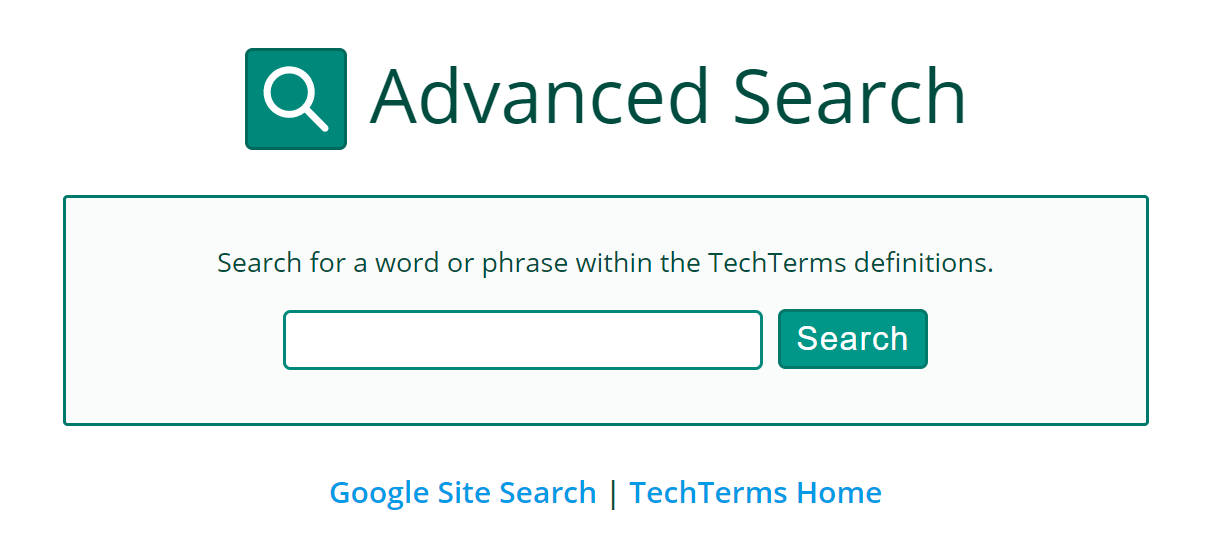 Advanced Search
Search for a word or phrase within the TechTerms definitions.
Search
Google Site Search | TechTerms Home